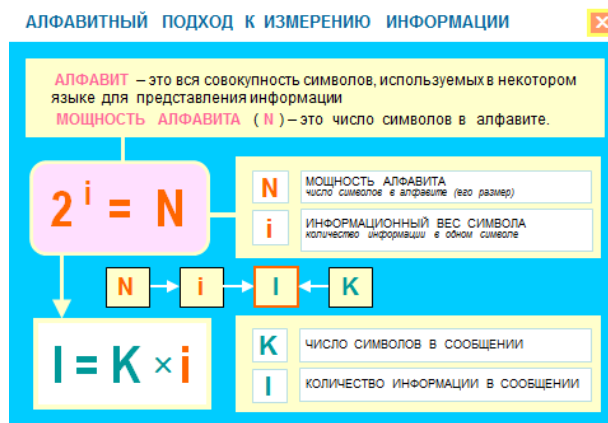 АЛФАВИТНЫЙ ПОДХОД К ИЗМЕРЕНИЮ ИНФОРМАЦИИ
АЛФАВИТ – это вся совокупность символов, используемых в некотором
языке для представления информации
МОЩНОСТЬ АЛФАВИТА ( N ) – это число символов в алфавите.
2^i = N
N
МОЩНОСТЬ АЛФАВИТА
число символов в алфавите (его размер)
i
ИНФОРМАЦИОННЫЙ ВЕС СИМВОЛА
количество информации в одном символе
N i I K
I = K × i
K
ЧИСЛО СИМВОЛОВ В СООБЩЕНИИ
I
КОЛИЧЕСТВО ИНФОРМАЦИИ В СООБЩЕНИИ